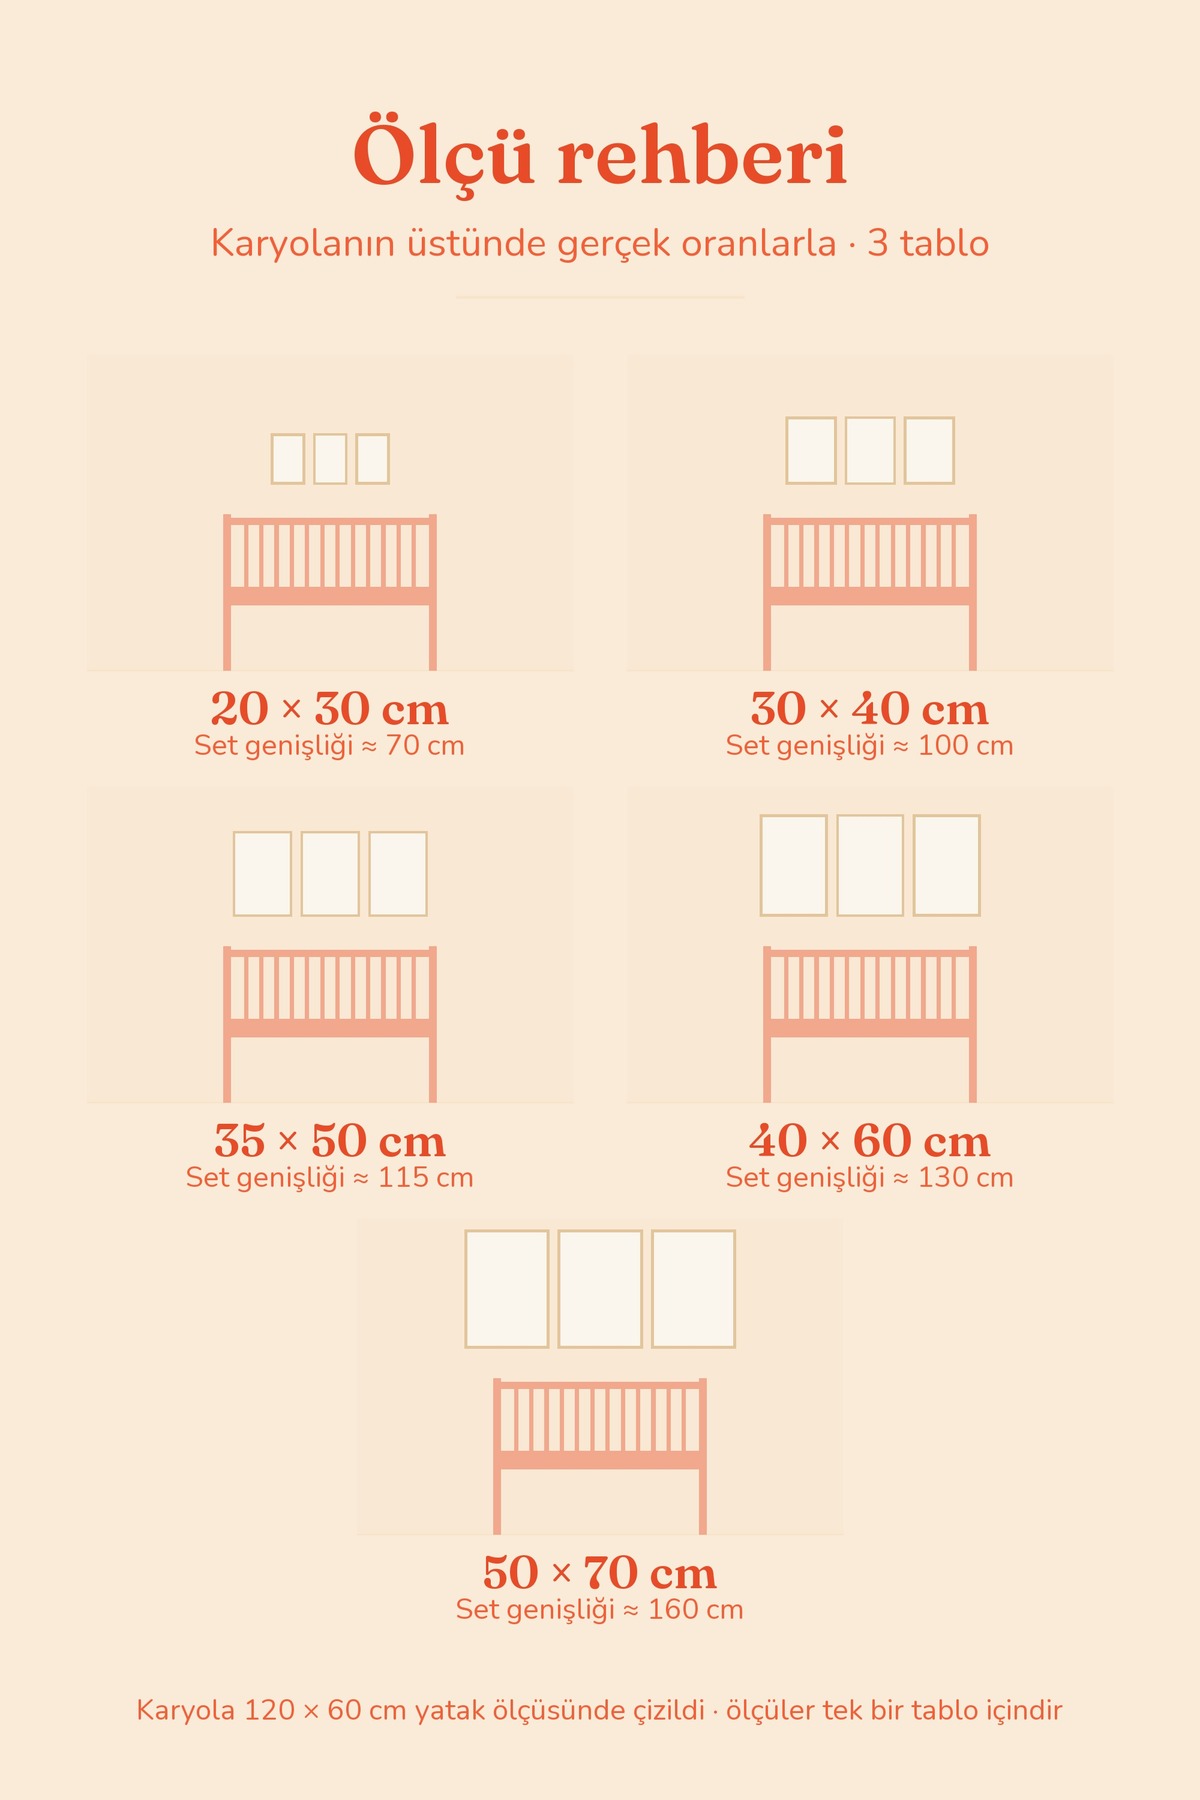 Ölçü rehberi
Karyolanın üstünde gerçek oranlarla · 3 tablo
20 × 30 cm
Set genişliği ≈ 70 cm
30 × 40 cm
Set genişliği ≈ 100 cm
35 × 50 cm
Set genişliği ≈ 115 cm
40 × 60 cm
Set genişliği ≈ 130 cm
50 × 70 cm
Set genişliği ≈ 160 cm
Karyola 120 × 60 cm yatak ölçüsünde çizildi · ölçüler tek bir tablo içindir